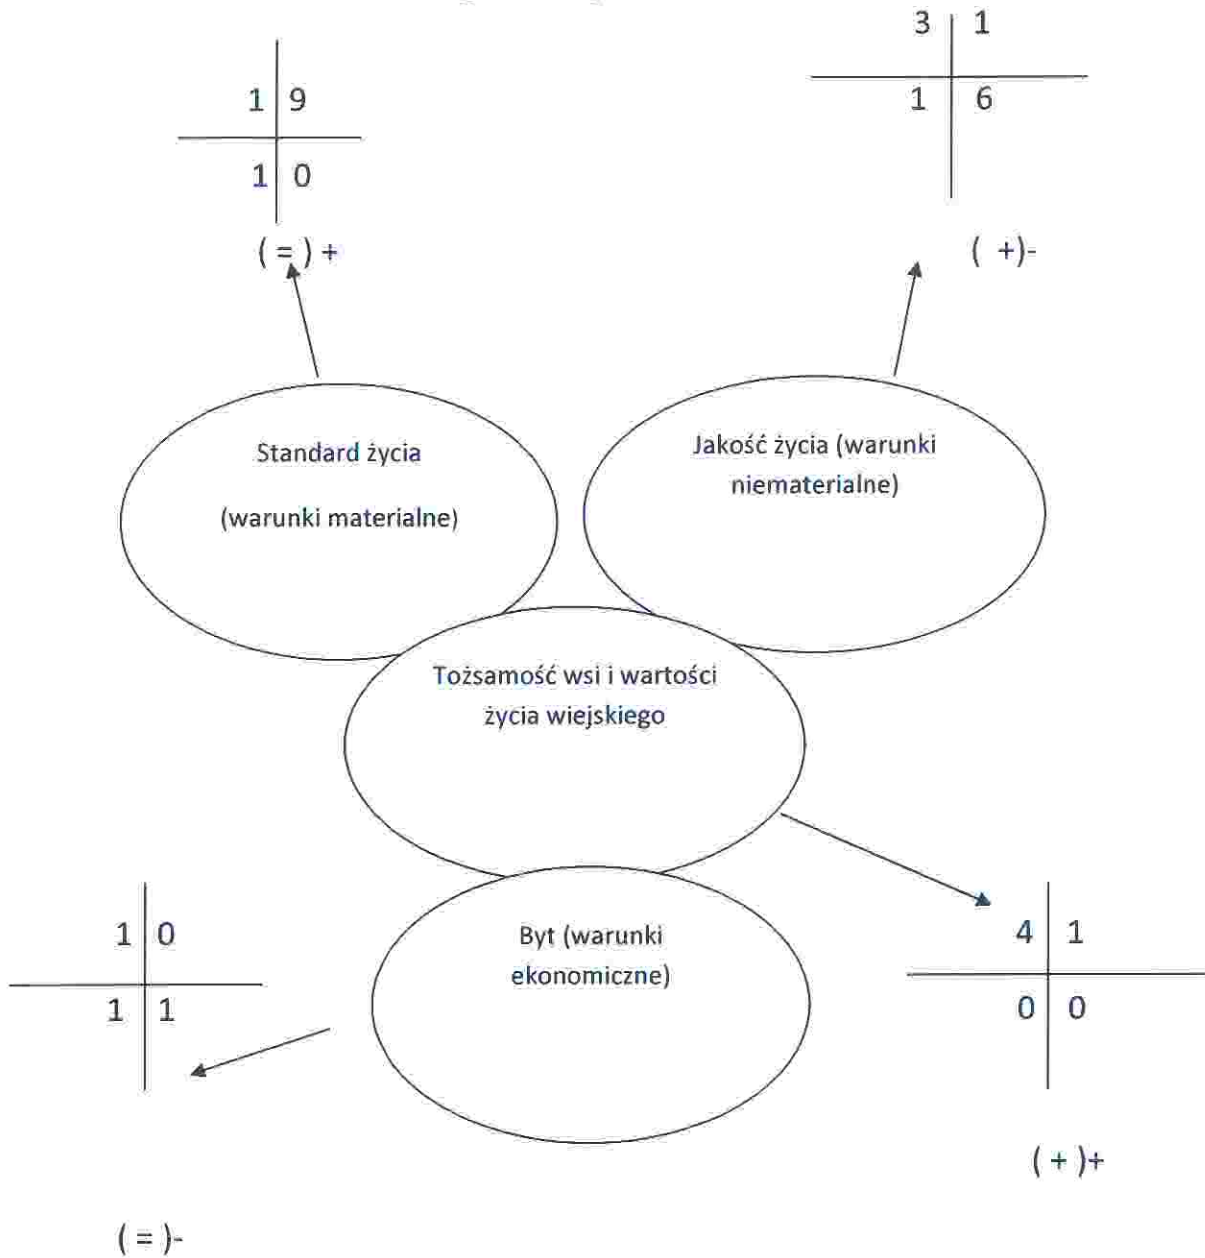 3 1
1 6
1 9
1 0
( = ) +
( +)-
Standard życia
(warunki materialne)
Jakość życia (warunki
niematerialne)
Tożsamość wsi i wartości
życia wiejskiego
Byt (warunki
ekonomiczne)
1 0
1 1
4 1
0 0
( + )+
( = )-